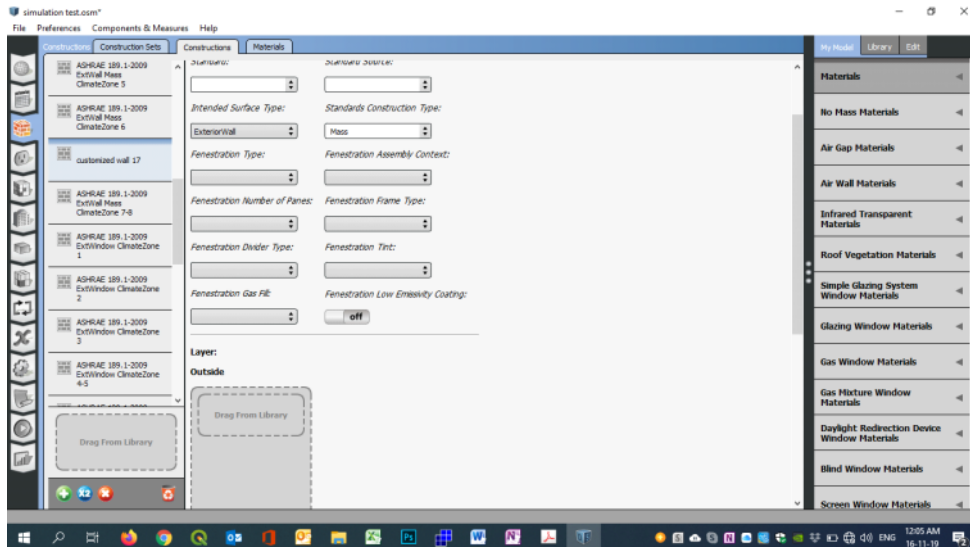 simulation test.osm*
File Preferences Components & Measures Help
Constructions
Construction Sets
Constructions
Materials
My Model
Library
Edit
ASHRAE 189.1-2009
ExtWall Mass
ClimateZone 5
ASHRAE 189.1-2009
ExtWall Mass
ClimateZone 6
customized wall 17
ASHRAE 189.1-2009
ExtWall Mass
ClimateZone 7-8
ASHRAE 189.1-2009
ExtWindow ClimateZone
1
ASHRAE 189.1-2009
ExtWindow ClimateZone
2
ASHRAE 189.1-2009
ExtWindow ClimateZone
3
ASHRAE 189.1-2009
ExtWindow ClimateZone
4-5
Drag From Library
X2
Standard:
Standard Source:
Intended Surface Type:
Standards Construction Type:
ExteriorWall
Mass
Fenestration Type:
Fenestration Assembly Context:
Fenestration Number of Panes:
Fenestration Frame Type:
Fenestration Divider Type:
Fenestration Tint:
Fenestration Gas Fill:
Fenestration Low Emissivity Coating:
off
Layer:
Outside
Drag From Library
Materials
No Mass Materials
Air Gap Materials
Air Wall Materials
Infrared Transparent
Materials
Roof Vegetation Materials
Simple Glazing System
Window Materials
Glazing Window Materials
Gas Window Materials
Gas Mixture Window
Materials
Daylight Redirection Device
Window Materials
Blind Window Materials
Screen Window Materials
ENG
12:05 AM
16-11-19